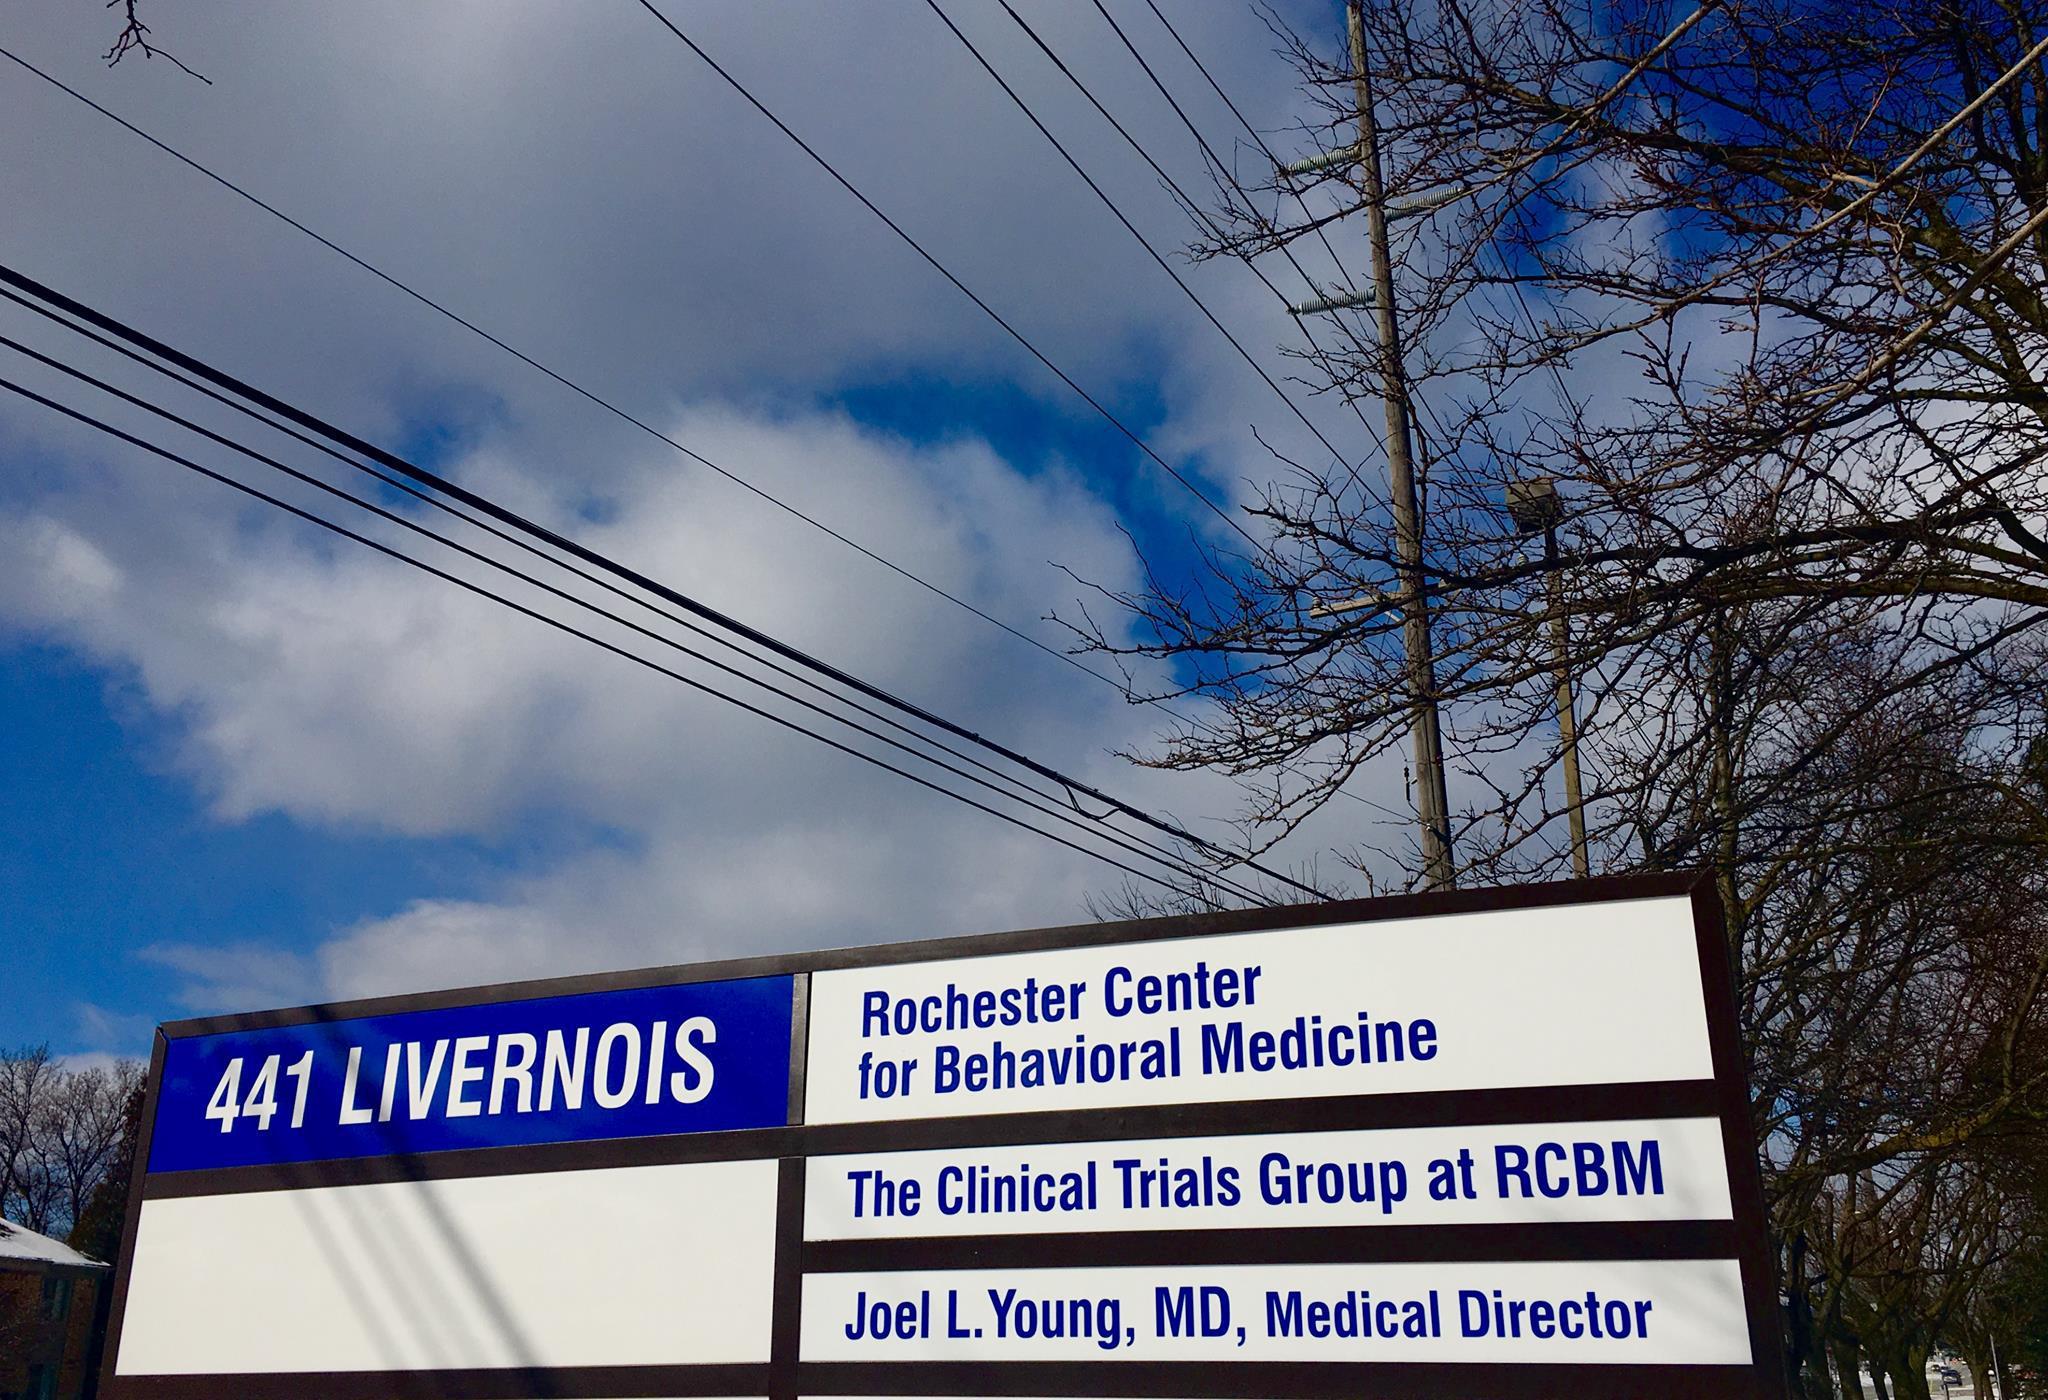 441 LIVERNOIS
Rochester Center
for Behavioral Medicine
The Clinical Trials Group at RCBM
Joel L. Young, MD, Medical Director